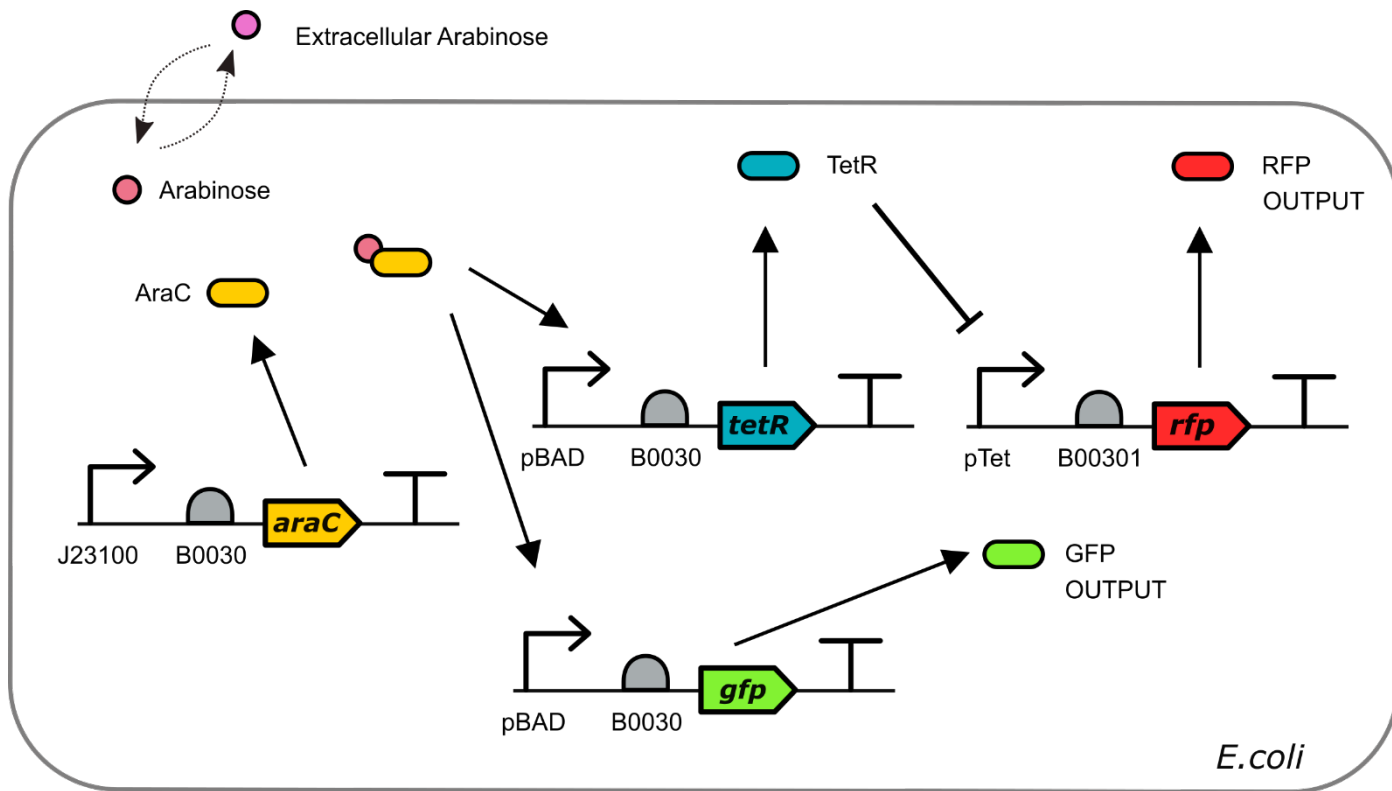 Extracellular Arabinose
Arabinose
AraC
TetR
RFP
OUTPUT
tetR
rfp
pBAD
B0030
pTet
B00301
araC
J23100
B0030
GFP
OUTPUT
gfp
pBAD
B0030
E.coli